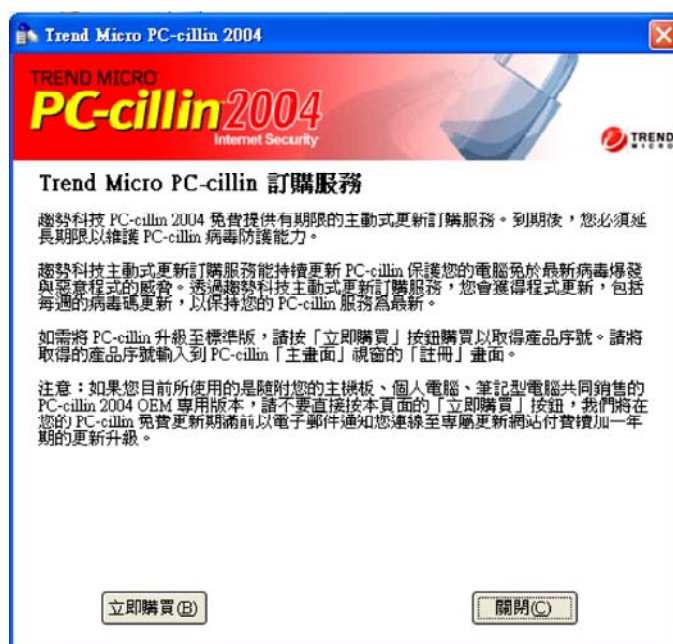 Trend Micro PC-cillin 2004
TREND MICRO
PC-cillin 2004
Internet Security
TREND
MICRO
Trend Micro PC-cillin 訂購服務
趨勢科技 PC-cillin 2004 免費提供有期限的主動式更新訂購服務。到期後，您必須延
長期限以維護 PC-cillin 病毒防護能力。
趨勢科技主動式更新訂購服務能持續更新 PC-cillin 保護您的電腦免於最新病毒爆發
與惡意程式的威脅。透過趨勢科技主動式更新訂購服務，您會獲得程式更新，包括
每週的病毒碼更新，以保持您的 PC-cillin 服務為最新。
如需將 PC-cillin 升級至標準版，請按「立即購買」按鈕購買以取得產品序號。請將
取得的產品序號輸入到 PC-cillin「主畫面」視窗的「註冊」畫面。
注意：如果您目前所使用的是隨附您的主機板、個人電腦、筆記型電腦共同銷售的
PC-cillin 2004 OEM 專用版本，請不要直接按本頁面的「立即購買」按鈕，我們將在
您的 PC-cillin 免費更新期滿前以電子郵件通知您連線至專屬更新網站付費續加一年
期的更新升級。
立即購買(B)
關閉(C)